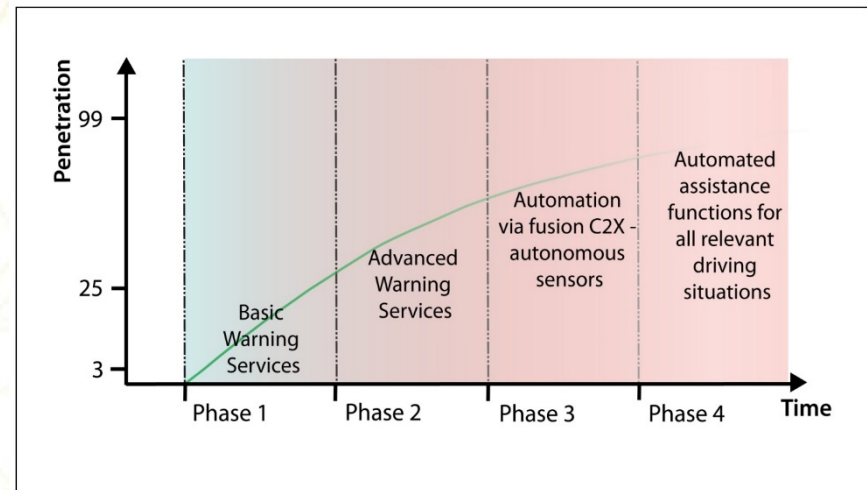 Penetration
99
25
3
Basic
Warning
Services
Advanced
Warning
Services
Automation
via fusion C2X -
autonomous
sensors
Automated
assistance
functions for
all relevant
driving
situations
Phase 1
Phase 2
Phase 3
Phase 4
Time